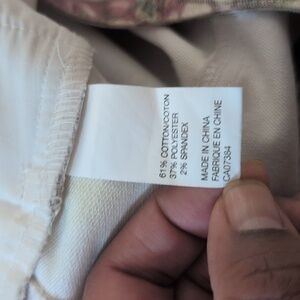 61% COTTON/COTON
37% POLYESTER
2% SPANDEX
MADE IN CHINA
FABRIQUE EN CHINE
CA07384